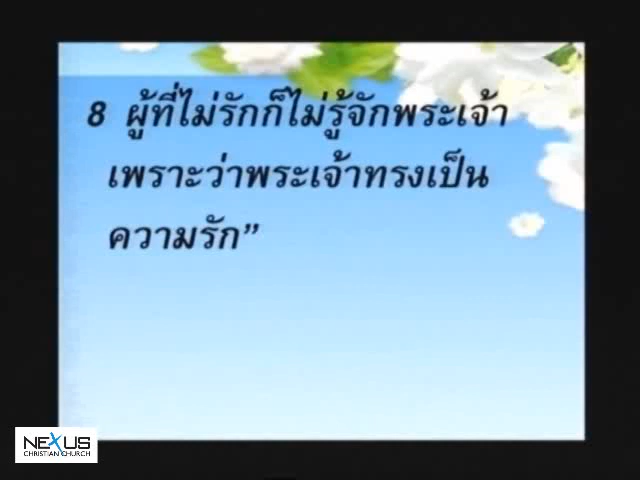 8 ผู้ที่ไม่รักก็ไม่รู้จักพระเจ้า
เพราะว่าพระเจ้าทรงเป็น
ความรัก”
NEXUS
CHRISTIAN CHURCH